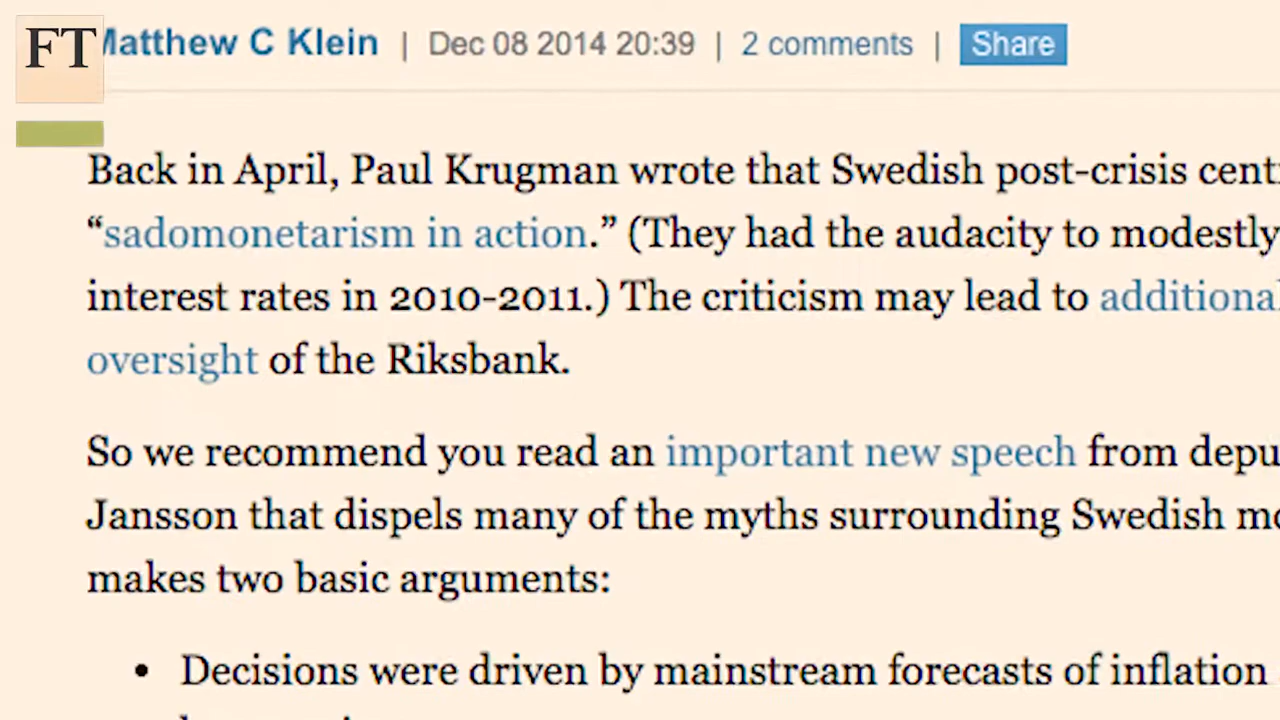 FT
Matthew C Klein | Dec 08 2014 20:39 | 2 comments | Share
Back in April, Paul Krugman wrote that Swedish post-crisis
“sadomonetarism in action.” (They had the audacity to modestly
interest rates in 2010-2011.) The criticism may lead to additional
oversight of the Riksbank.
So we recommend you read an important new speech from
Jansson that dispels many of the myths surrounding Swedish
makes two basic arguments:
• Decisions were driven by mainstream forecasts of inflation